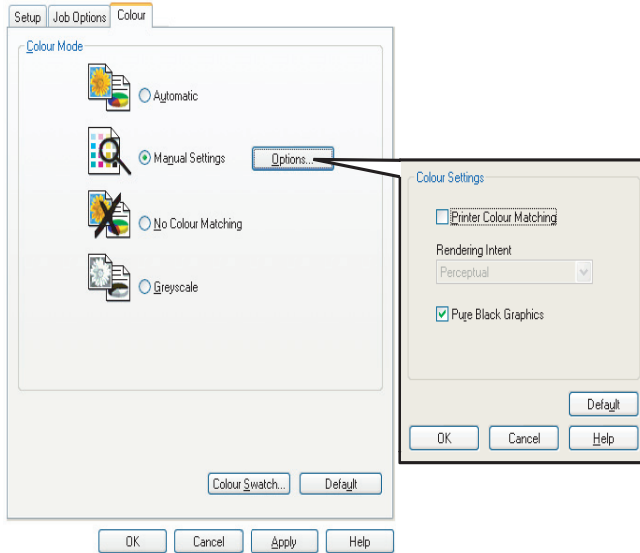 Setup Job Options Colour
Colour Mode
Automatic
Manual Settings Options...
No Colour Matching
Greyscale
Colour Swatch... Default
OK Cancel Apply Help
Colour Settings
Printer Colour Matching
Rendering Intent
Perceptual
Pure Black Graphics
Default
OK Cancel Help